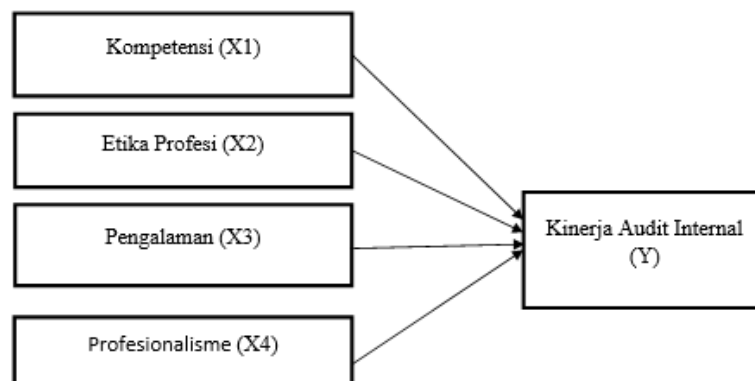 Kompetensi (X1)
Etika Profesi (X2)
Pengalaman (X3)
Profesionalisme (X4)
Kinerja Audit Internal
(Y)